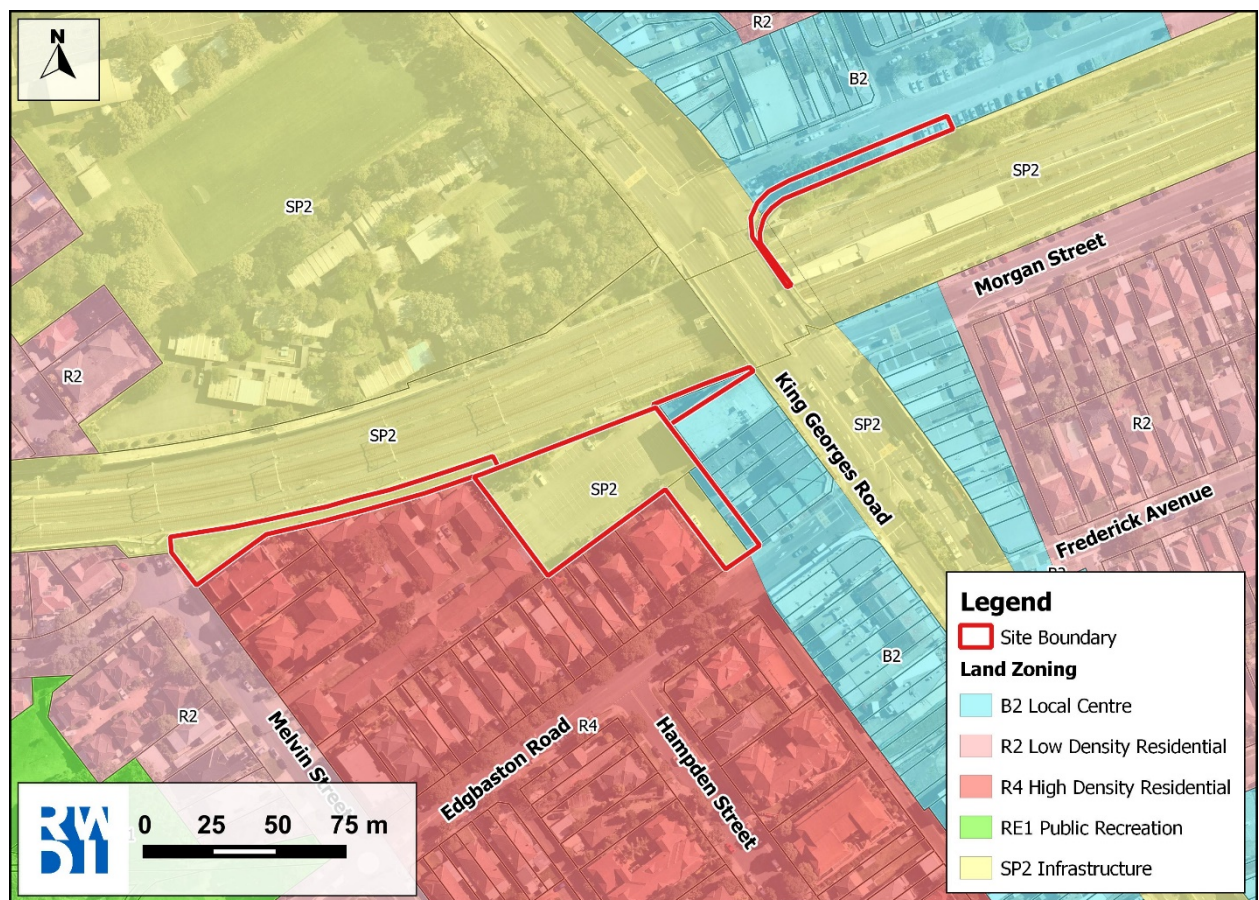 N
R2
B2
SP2
SP2
Morgan Street
R2
King Georges Road
SP2
R2
SP2
SP2
Frederick Avenue
B2
R2
R4
Melvin Street
Edgbaston Road
Hampden Street
Legend
Site Boundary
Land Zoning
B2 Local Centre
R2 Low Density Residential
R4 High Density Residential
RE1 Public Recreation
SP2 Infrastructure
RWDI
0 25 50 75 m